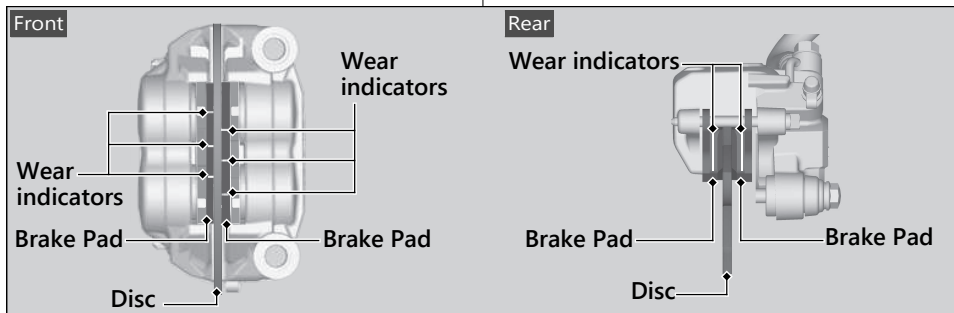 Front
Wear
indicators
Wear
indicators
Brake Pad
Brake Pad
Disc
Rear
Wear indicators
Brake Pad
Brake Pad
Disc